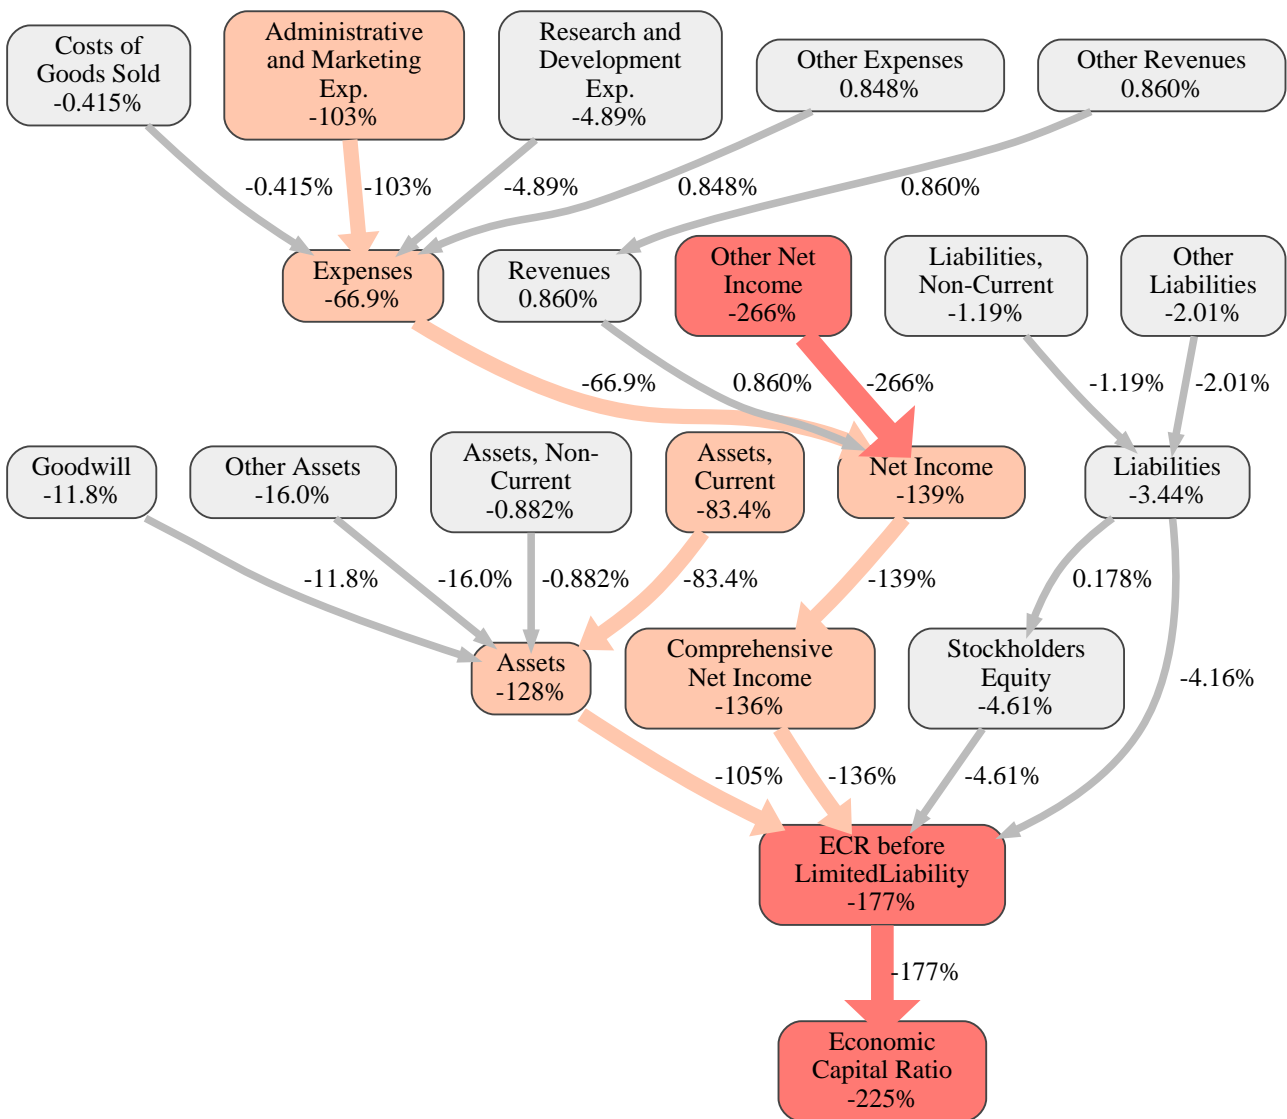 Costs of
Goods Sold
-0.415%
Administrative
and Marketing
Exp.
-103%
Research and
Development
Exp.
-4.89%
Other Expenses
0.848%
Other Revenues
0.860%
-0.415%
-103%
-4.89%
0.848%
0.860%
Expenses
-66.9%
Revenues
0.860%
Other Net
Income
-266%
Liabilities,
Non-Current
-1.19%
Other
Liabilities
-2.01%
-66.9%
0.860%
-266%
-1.19%
-2.01%
Goodwill
-11.8%
Other Assets
-16.0%
Assets, Non-
Current
-0.882%
Assets,
Current
-83.4%
Net Income
-139%
Liabilities
-3.44%
-11.8%
-16.0%
-0.882%
-83.4%
-139%
0.178%
-4.16%
Assets
-128%
Comprehensive
Net Income
-136%
Stockholders
Equity
-4.61%
-105%
-136%
-4.61%
ECR before
LimitedLiability
-177%
-177%
Economic
Capital Ratio
-225%